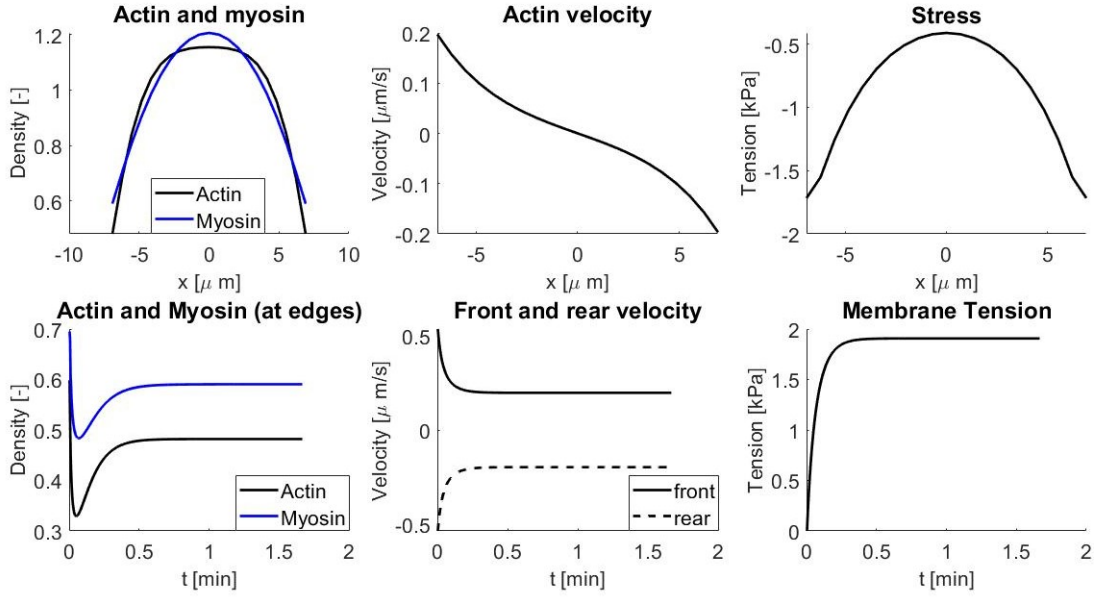 Actin and myosin
1.2
1
0.8
0.6
Density [-]
Actin
Myosin
-10 -5 0 5 10
x [μ m]
Actin velocity
0.2
0.1
0
-0.1
-0.2
Velocity [μm/s]
-5 0 5
x [μ m]
Stress
-0.5
-1
-1.5
-2
Tension [kPa]
-5 0 5
x [μ m]
Actin and Myosin (at edges)
0.7
0.6
0.5
0.4
0.3
Density [-]
Actin
Myosin
0 0.5 1 1.5 2
t [min]
Front and rear velocity
0.5
0
-0.5
Velocity [μ m/s]
front
rear
0 0.5 1 1.5 2
t [min]
Membrane Tension
2
1.5
1
0.5
0
Tension [kPa]
0 0.5 1 1.5 2
t [min]